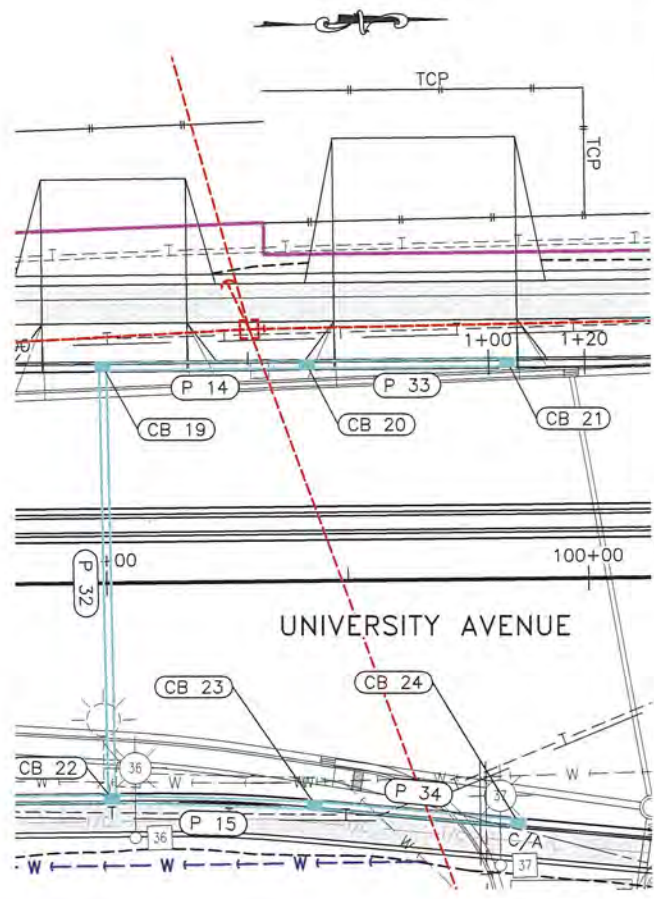 TCP
TCP
T T T T T
T T T
1+00
1+20
P 14
P 33
CB 19
CB 20
CB 21
P 32
+00
100+00
UNIVERSITY AVENUE
CB 23
CB 24
CB 22
36
P 34
W W W
T
37
P 15
36
C/A
37
W W W W